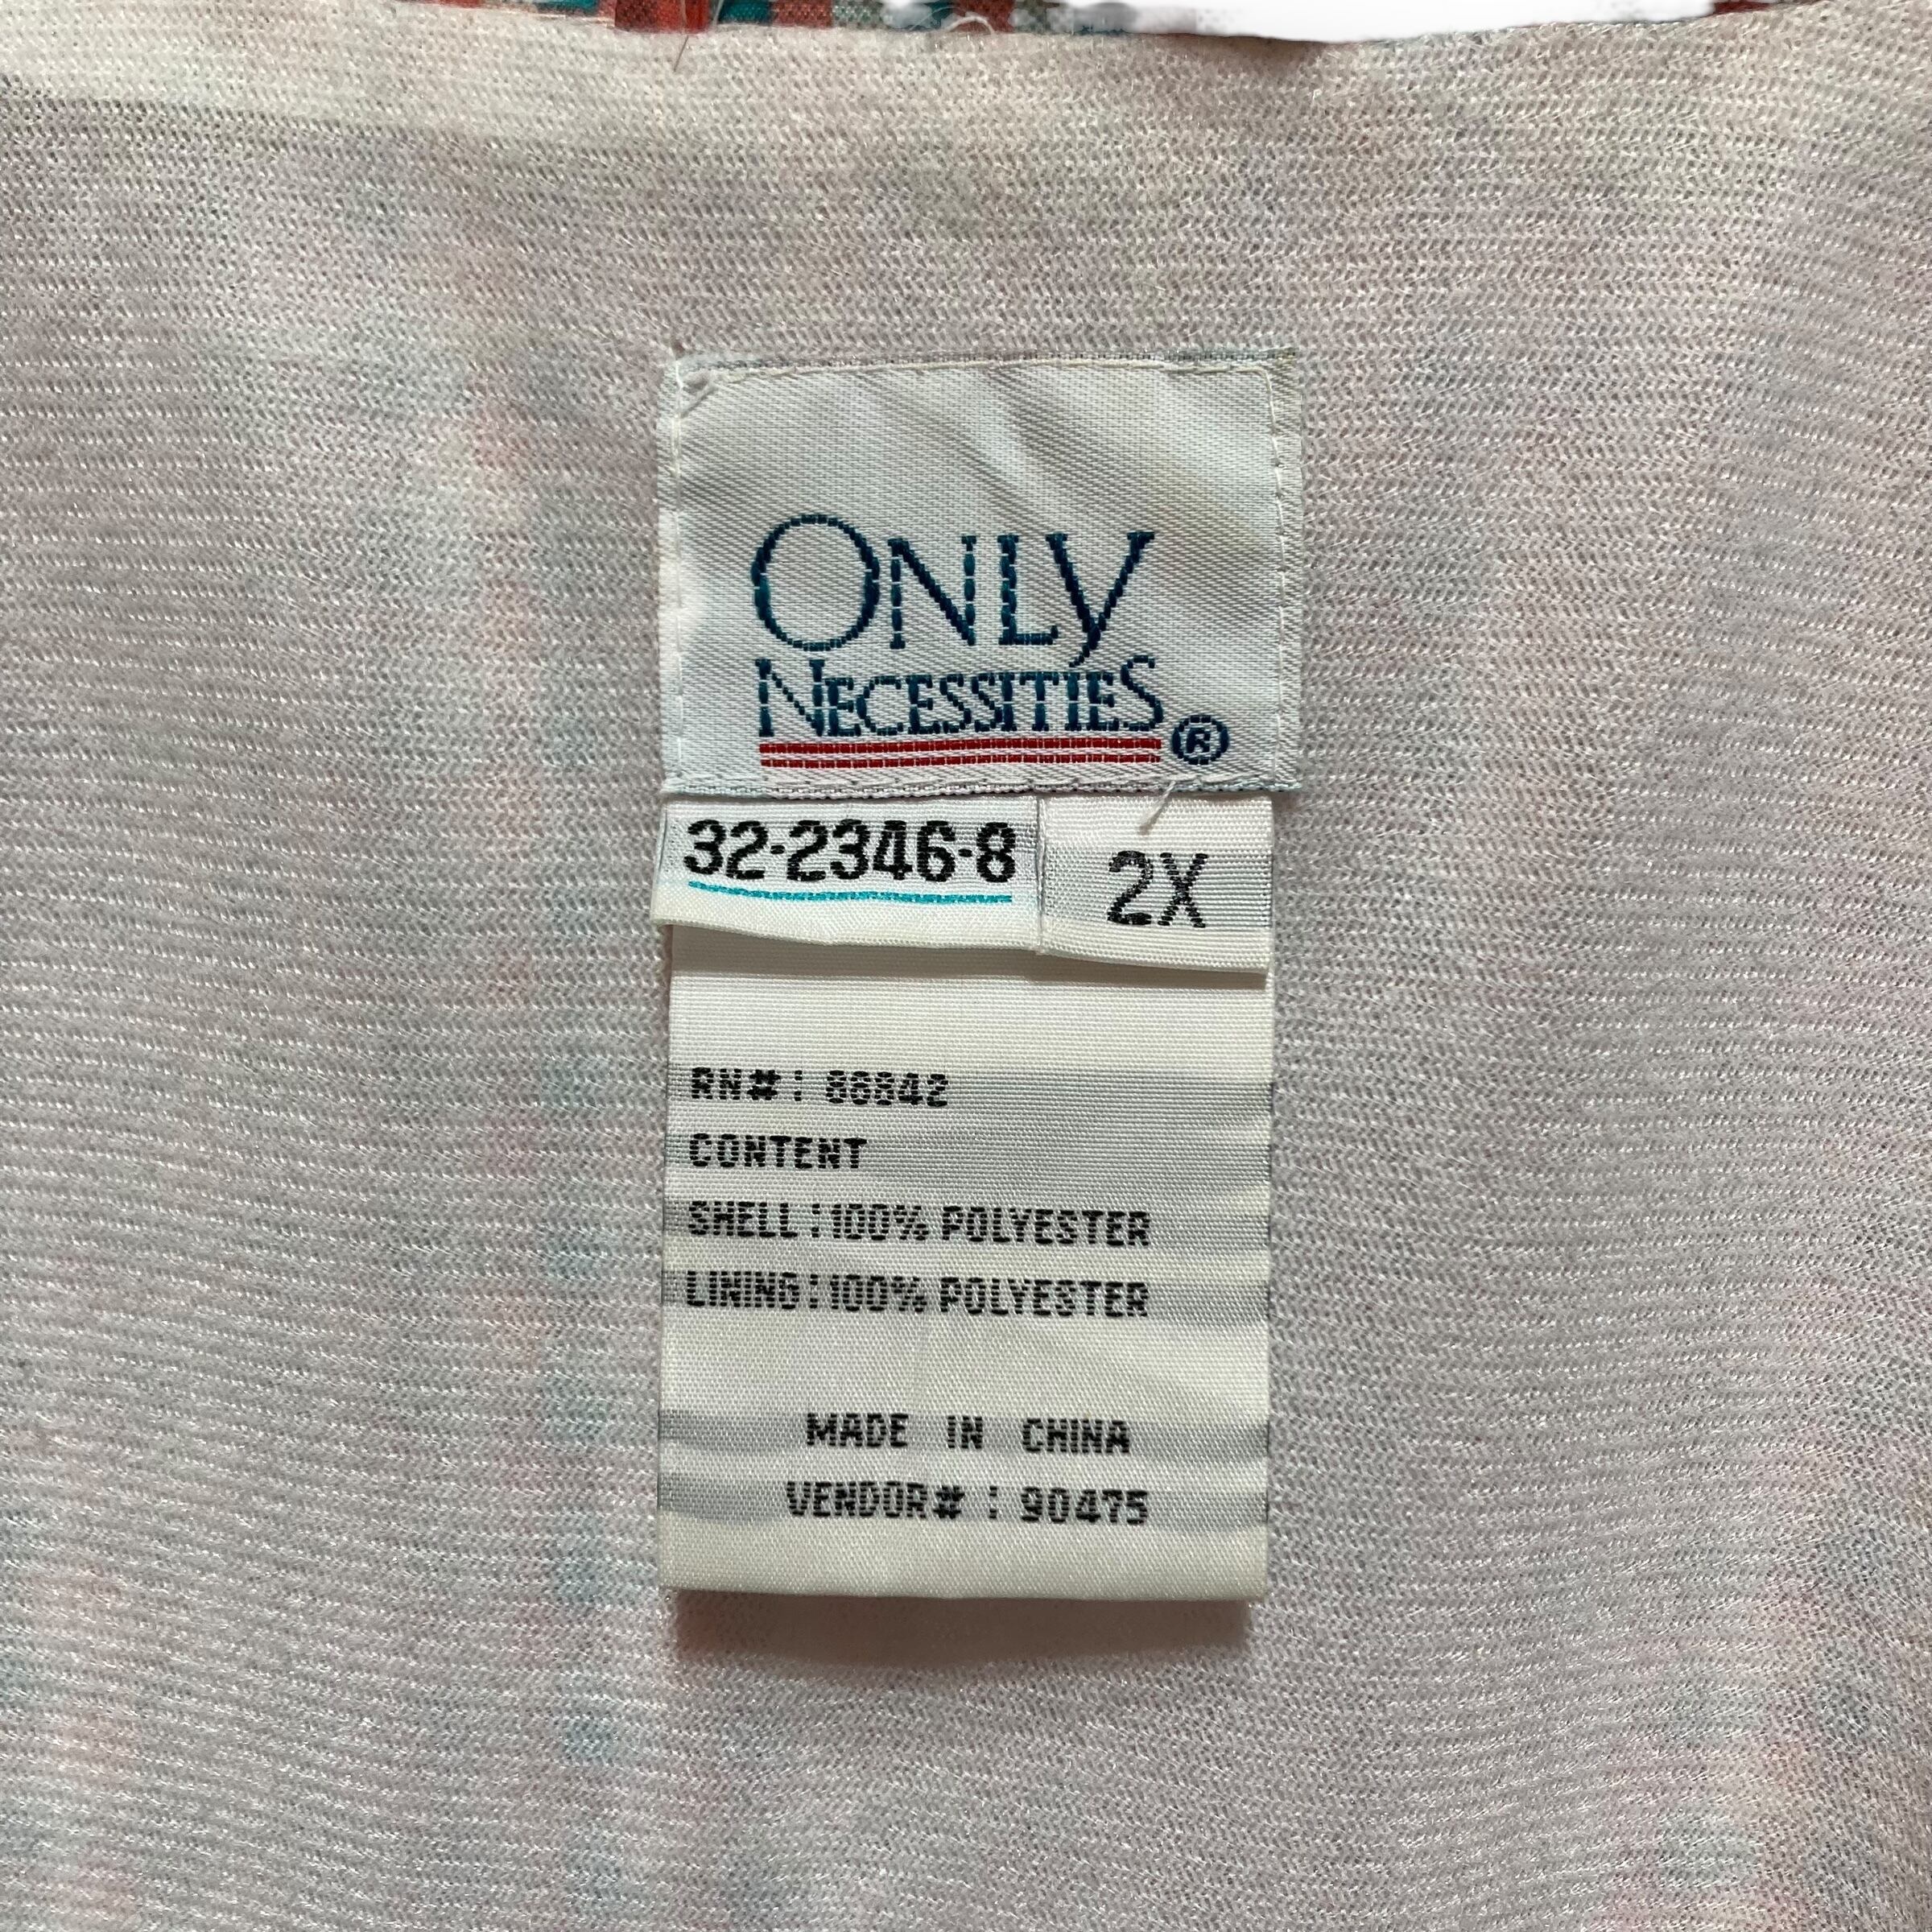 ONLY
NECESSITIES®
32-2346-8
2X
RN#: 88842
CONTENT
SHELL:100% POLYESTER
LINING:100% POLYESTER
MADE IN CHINA
VENDOR#: 90475